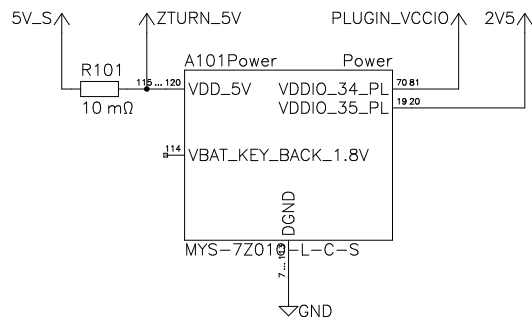 5V_S ZTURN_5V PLUGIN_VCCIO 2V5
A101Power Power
R101 115 ... 120 VDD_5V VDDIO_34_PL 70 81
10 mΩ VDDIO_35_PL 19 20
114 VBAT_KEY_BACK_1.8V
DGND
MYS-7Z010-L-C-S
7 ...
GND